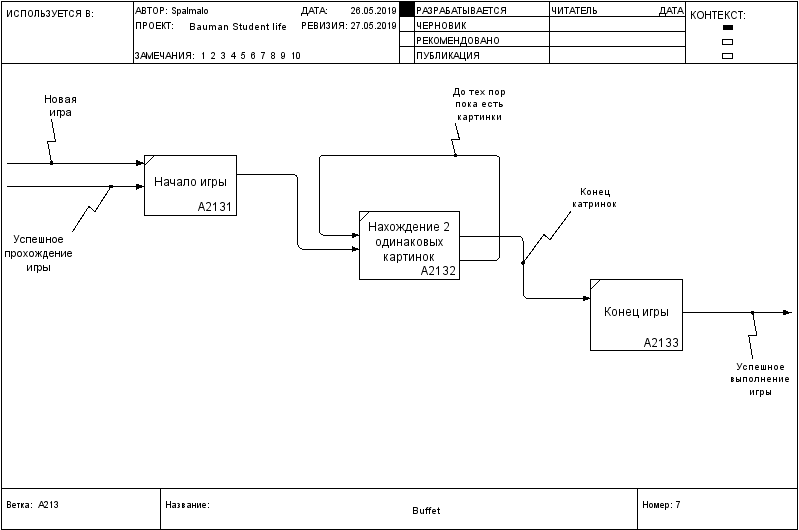 ИСПОЛЬЗУЕТСЯ В:
АВТОР: Spalmalo
ДАТА: 26.05.2019
ПРОЕКТ: Bauman Student life
РЕВИЗИЯ: 27.05.2019
ЗАМЕЧАНИЯ: 1 2 3 4 5 6 7 8 9 10
РАЗРАБАТЫВАЕТСЯ
ЧЕРНОВИК
РЕКОМЕНДОВАНО
ПУБЛИКАЦИЯ
ЧИТАТЕЛЬ
ДАТА
КОНТЕКСТ:
Новая
игра
До тех пор
пока есть
картинки
Начало игры
A2131
Успешное
прохождение
игры
Конец
катринок
Нахождение 2
одинаковых
картинок
A2132
Конец игры
A2133
Успешное
выполнение
игры
Ветка: A213
Название:
Buffet
Номер: 7